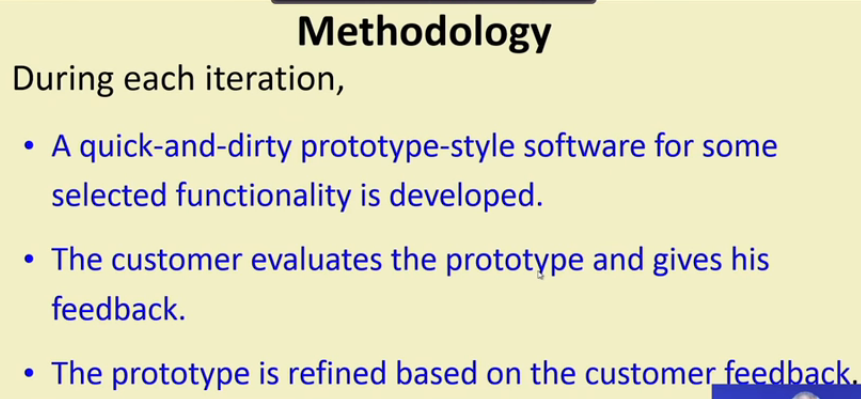 Methodology
During each iteration,
• A quick-and-dirty prototype-style software for some
selected functionality is developed.
• The customer evaluates the prototype and gives his
feedback.
• The prototype is refined based on the customer feedback.